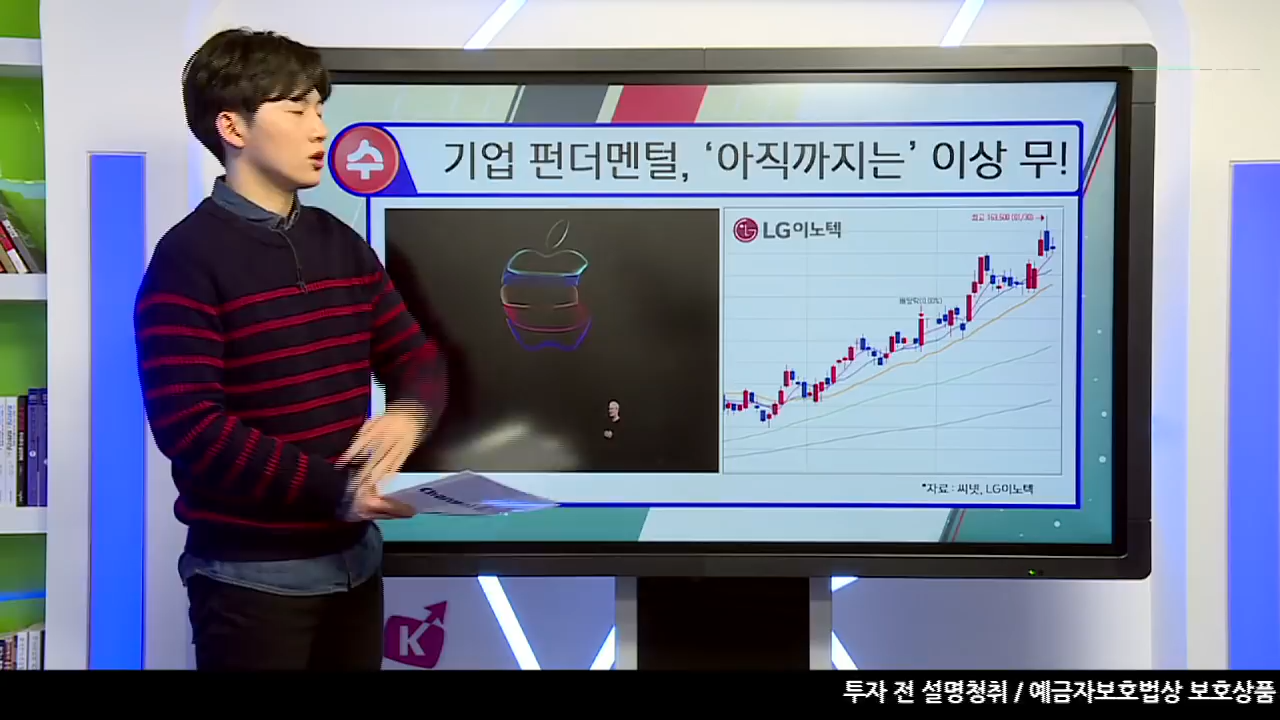 수
기업 펀더멘털, ‘아직까지는’ 이상 무!
LG이노텍
*자료 : 씨넷, LG이노텍
K
투자 전 설명청취 / 예금자보호법상 보호상품